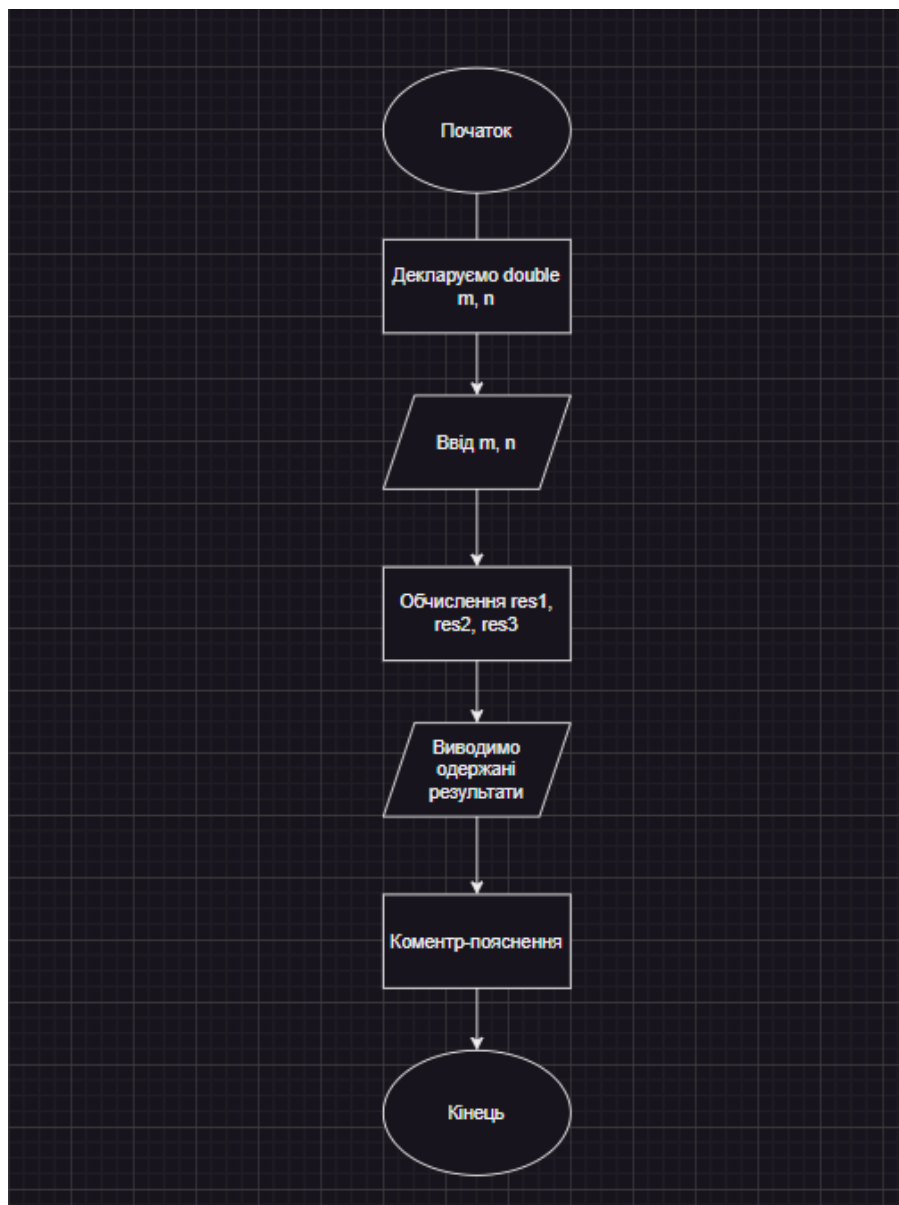 Початок
Декларуємо double
m, n
Ввід m, n
Обчислення res1,
res2, res3
Виводимо
одержані
результати
Коментр-пояснення
Кінець